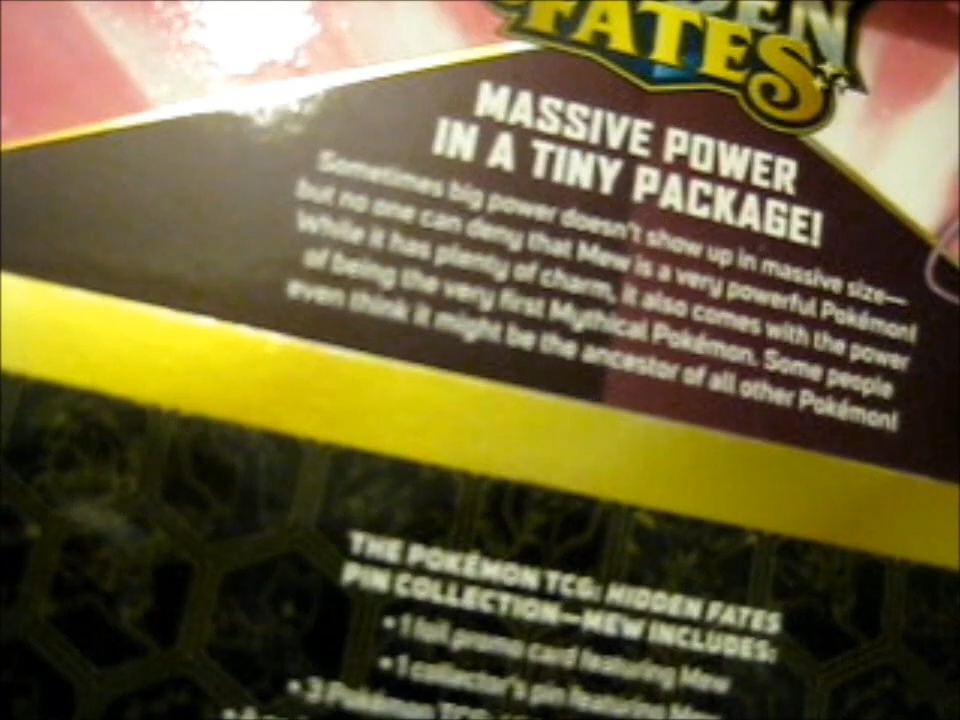 FATES
MASSIVE POWER
IN A TINY PACKAGE!
Sometimes big power doesn't show up in massive size—
but no one can deny that Mew is a very powerful Pokémon!
While it has plenty of charm, it also comes with the power
of being the very first Mythical Pokémon. Some people
even think it might be the ancestor of all other Pokémon!
THE POKÉMON TCG: HIDDEN FATES
PIN COLLECTION—MEW INCLUDES:
• 1 foil promo card featuring Mew
• 1 collector's pin featuring Mew
• 3 Pokémon TCG